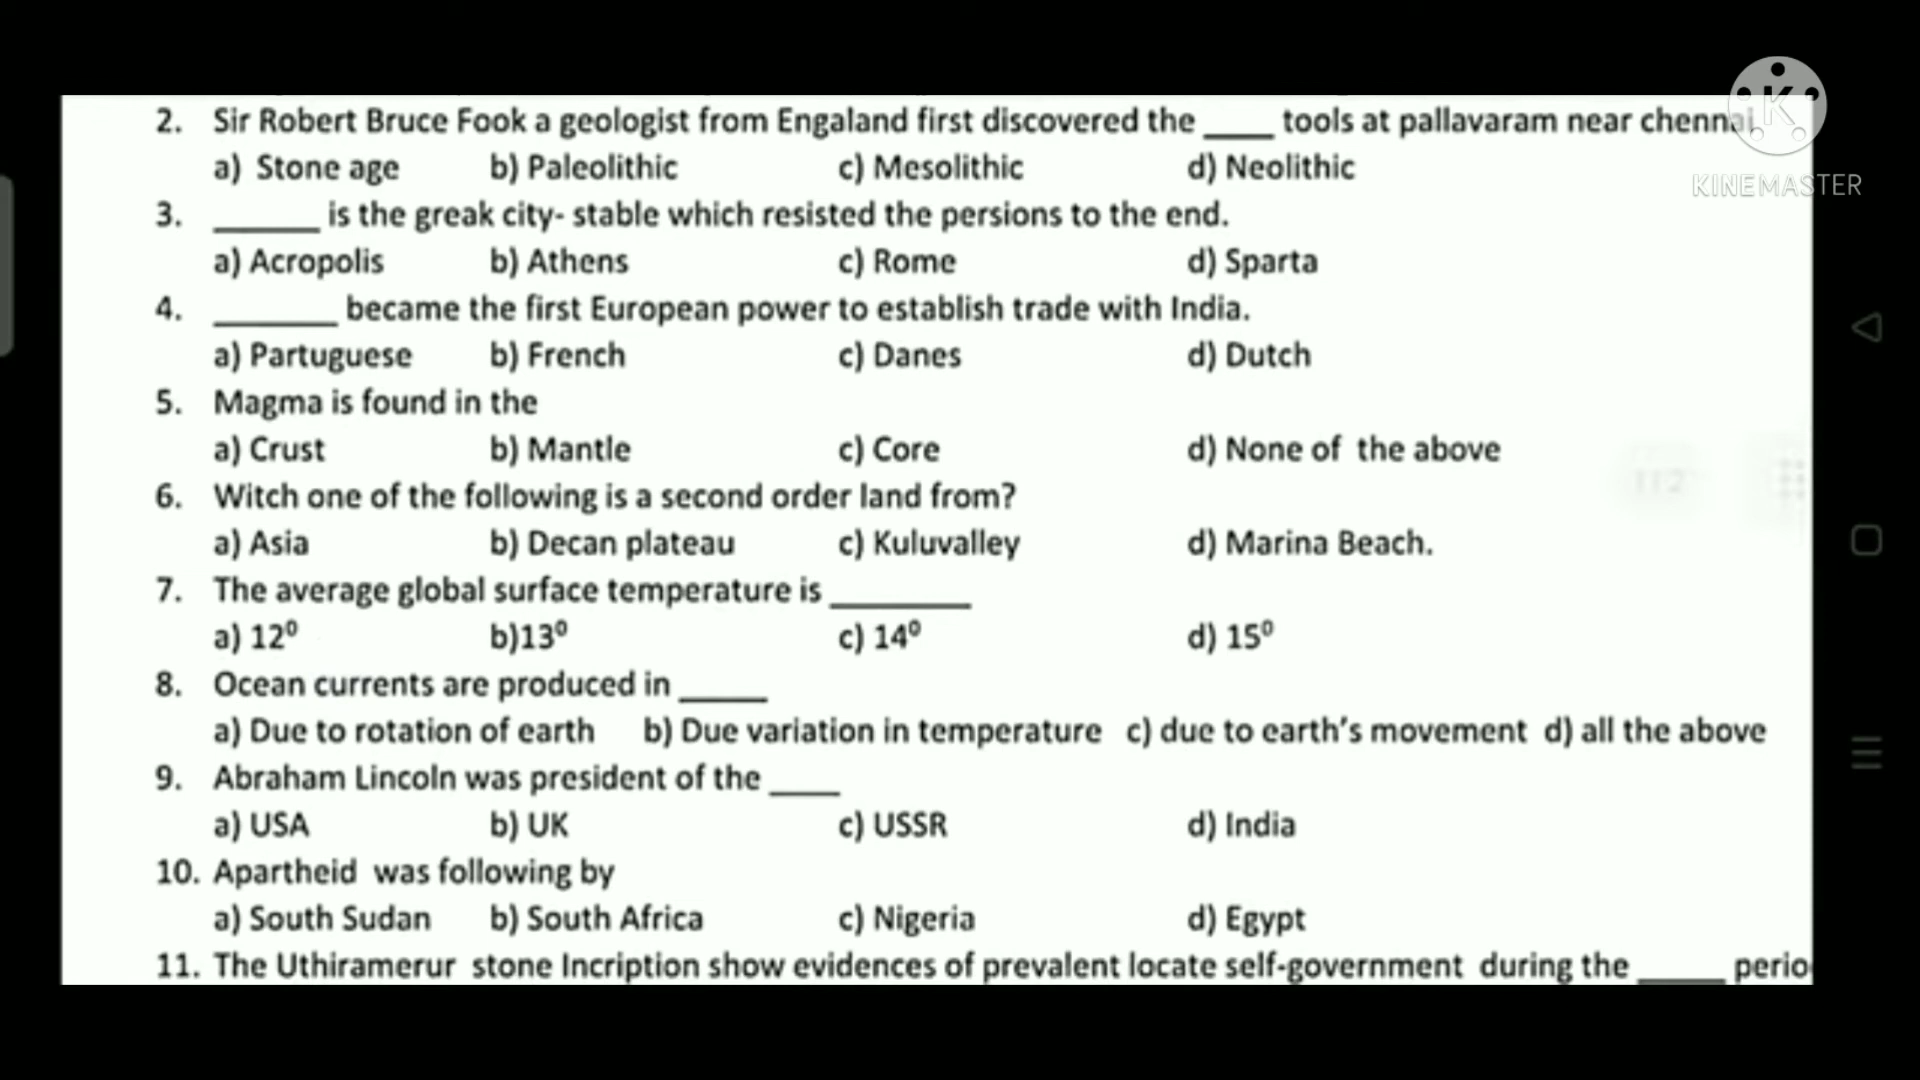 2. Sir Robert Bruce Fook a geologist from Engaland first discovered the ____ tools at pallavaram near chennai
a) Stone age b) Paleolithic c) Mesolithic d) Neolithic
KINEMASTER
3. ______ is the greak city- stable which resisted the persions to the end.
a) Acropolis b) Athens c) Rome d) Sparta
4. _______ became the first European power to establish trade with India.
a) Partuguese b) French c) Danes d) Dutch
5. Magma is found in the
a) Crust b) Mantle c) Core d) None of the above
112
6. Witch one of the following is a second order land from?
a) Asia b) Decan plateau c) Kuluvalley d) Marina Beach.
7. The average global surface temperature is ________
a) 12⁰ b)13⁰ c) 14⁰ d) 15⁰
8. Ocean currents are produced in _____
a) Due to rotation of earth b) Due variation in temperature c) due to earth's movement d) all the above
9. Abraham Lincoln was president of the ____
a) USA b) UK c) USSR d) India
10. Apartheid was following by
a) South Sudan b) South Africa c) Nigeria d) Egypt
11. The Uthiramerur stone Incription show evidences of prevalent locate self-government during the _____ perio